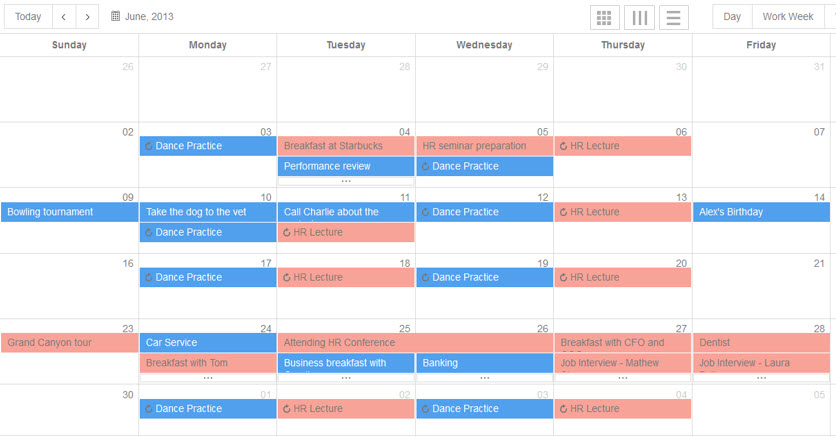 Today June, 2013 Day Work Week
Sunday Monday Tuesday Wednesday Thursday Friday
26 27 28 29 30 31
02 03 04 05 06 07
Dance Practice Breakfast at Starbucks HR seminar preparation HR Lecture
Performance review Dance Practice
...
09 10 11 12 13 14
Bowling tournament Take the dog to the vet Call Charlie about the Dance Practice HR Lecture Alex's Birthday
Dance Practice HR Lecture
16 17 18 19 20 21
Dance Practice HR Lecture Dance Practice HR Lecture
23 24 25 26 27 28
Grand Canyon tour Car Service Attending HR Conference Breakfast with CFO and Dentist
Breakfast with Tom Business breakfast with Banking Job Interview - Mathew Job Interview - Laura
... ... ... ...
30 01 02 03 04 05
Dance Practice HR Lecture Dance Practice HR Lecture